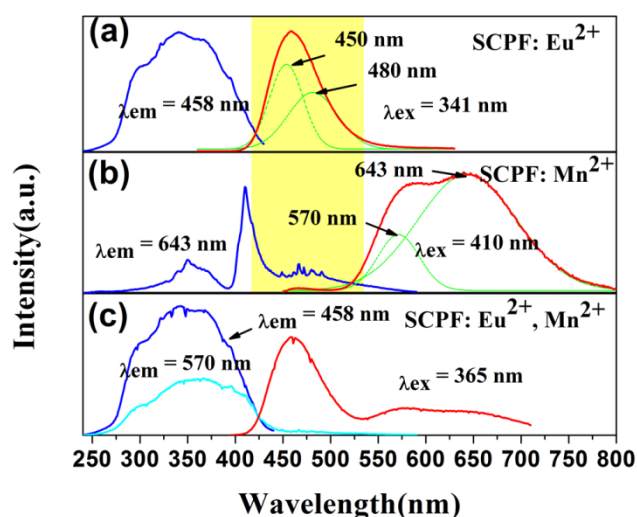 (a)
450 nm
SCPF: Eu²⁺
480 nm
λem = 458 nm
λex = 341 nm
(b)
643 nm
SCPF: Mn²⁺
570 nm
λem = 643 nm
λex = 410 nm
(c)
λem = 458 nm
SCPF: Eu²⁺, Mn²⁺
λem = 570 nm
λex = 365 nm
Intensity(a.u.)
250 300 350 400 450 500 550 600 650 700 750 800
Wavelength(nm)